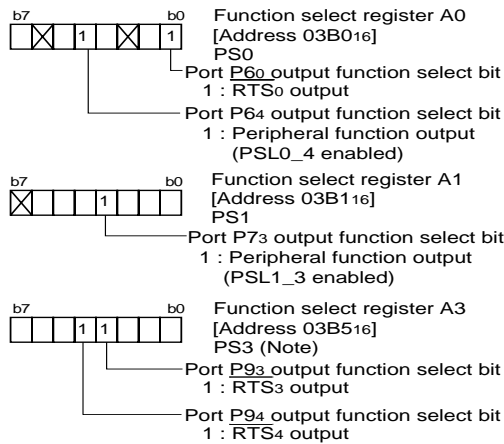 b7 b0 Function select register A0
[Address 03B016]
1 1 PS0
Port P60 output function select bit
1 : RTS0 output
Port P64 output function select bit
1 : Peripheral function output
(PSL0_4 enabled)
b7 b0 Function select register A1
[Address 03B116]
1 PS1
Port P73 output function select bit
1 : Peripheral function output
(PSL1_3 enabled)
b7 b0 Function select register A3
[Address 03B516]
1 1 PS3 (Note)
Port P93 output function select bit
1 : RTS3 output
Port P94 output function select bit
1 : RTS4 output